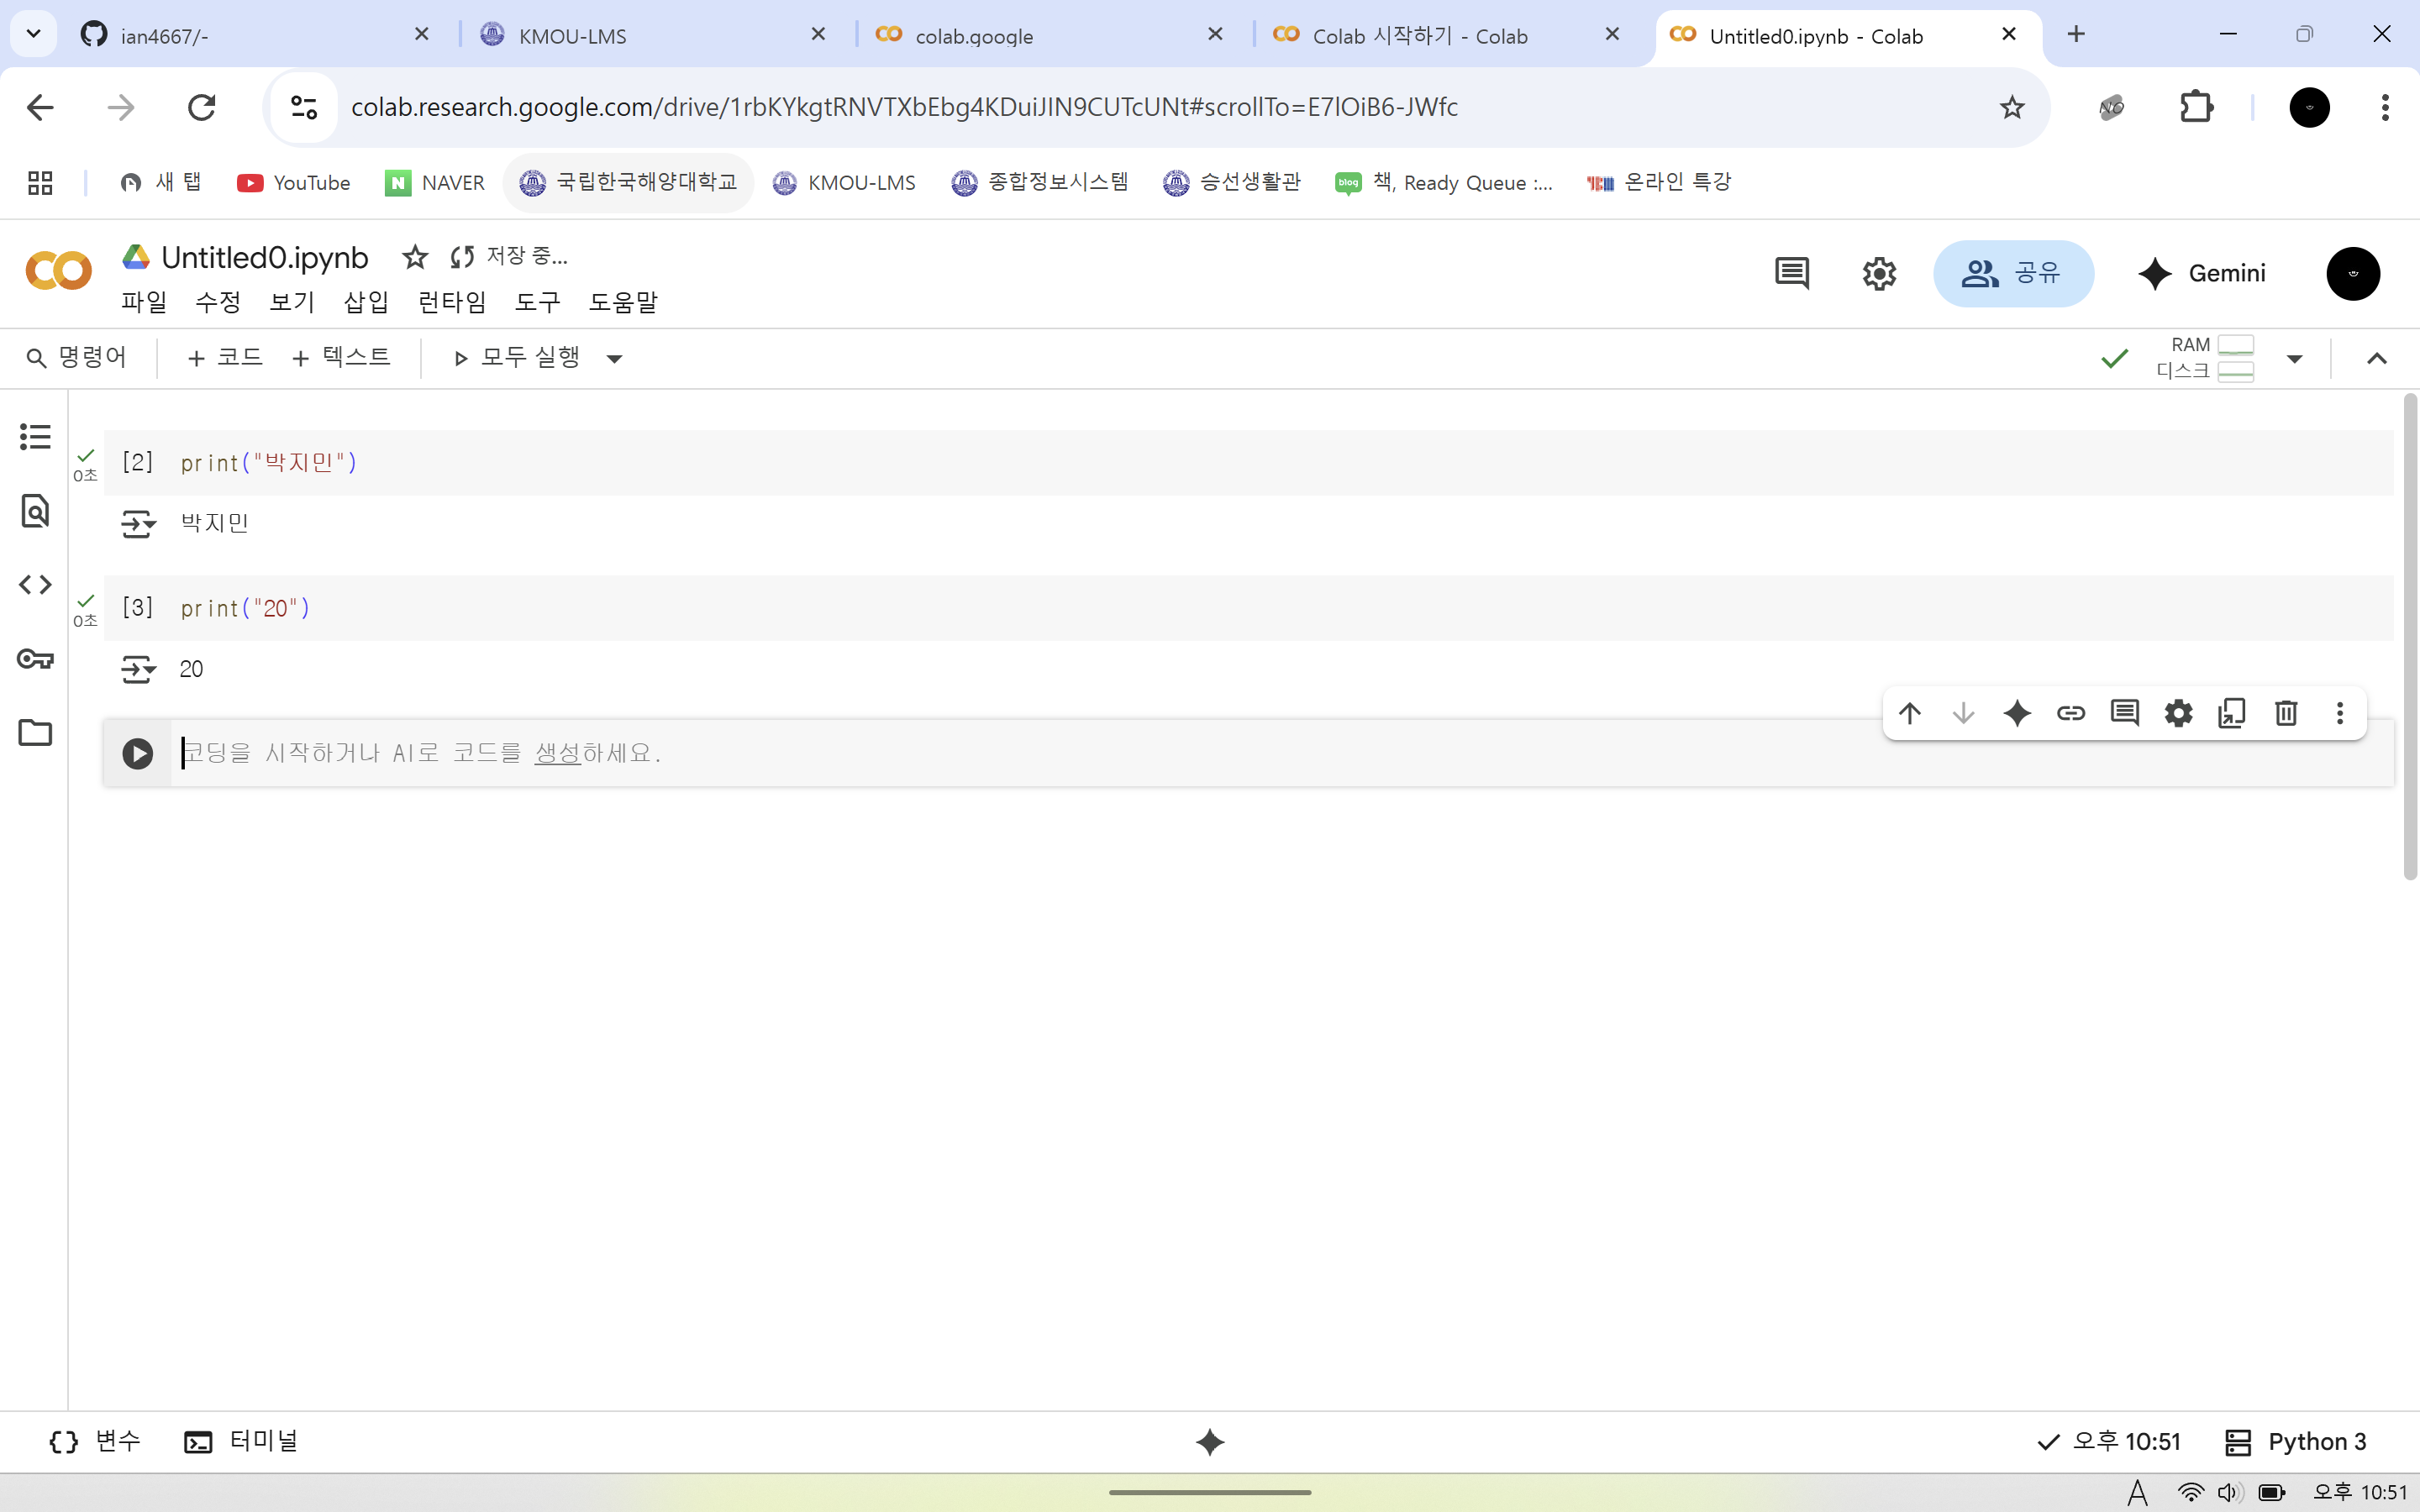 ian4667/-
KMOU-LMS
colab.google
Colab 시작하기 - Colab
Untitled0.ipynb - Colab
colab.research.google.com/drive/1rbKYkgtRNVTXbEbg4KDuiJIN9CUTcUNt#scrollTo=E7lOiB6-JWfc
새 탭
YouTube
NAVER
국립한국해양대학교
KMOU-LMS
종합정보시스템
승선생활관
책, Ready Queue :...
온라인 특강
Untitled0.ipynb
저장 중...
파일 수정 보기 삽입 런타임 도구 도움말
공유
Gemini
명령어
+ 코드
+ 텍스트
모두 실행
RAM
디스크
[2] print("박지민")
0초
박지민
[3] print("20")
0초
20
코딩을 시작하거나 AI로 코드를 생성하세요.
변수
터미널
오후 10:51
Python 3
A
오후 10:51